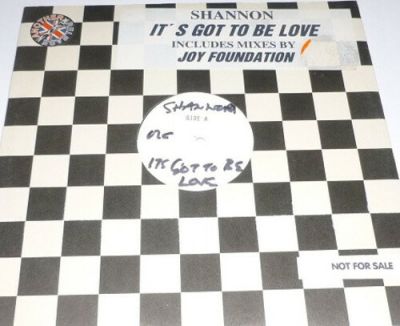 SHANNON
IT´S GOT TO BE LOVE
INCLUDES MIXES BY
JOY FOUNDATION
SHANNON
SIDE A
ITS GOT TO BE
LOVE
NOT FOR SALE